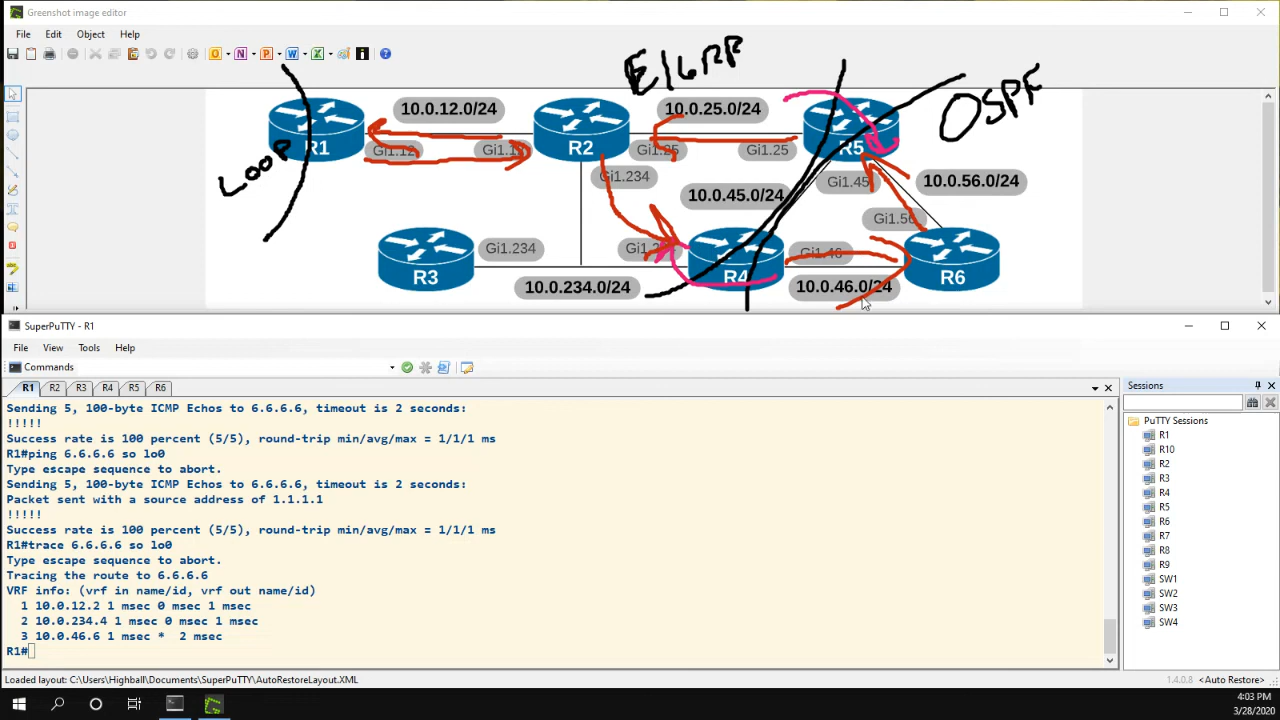 Greenshot image editor
File Edit Object Help
EIGRP
OSPF
LOOP
10.0.12.0/24
10.0.25.0/24
R1
R2
R5
Gi1.12
Gi1.25
Gi1.25
Gi1.234
10.0.45.0/24
Gi1.45
10.0.56.0/24
Gi1.56
Gi1.234
Gi1.46
R3
R4
R6
10.0.234.0/24
10.0.46.0/24
SuperPuTTY - R1
File View Tools Help
Commands
R1 R2 R3 R4 R5 R6
Sending 5, 100-byte ICMP Echos to 6.6.6.6, timeout is 2 seconds:
!!!!!
Success rate is 100 percent (5/5), round-trip min/avg/max = 1/1/1 ms
R1#ping 6.6.6.6 so lo0
Type escape sequence to abort.
Sending 5, 100-byte ICMP Echos to 6.6.6.6, timeout is 2 seconds:
Packet sent with a source address of 1.1.1.1
!!!!!
Success rate is 100 percent (5/5), round-trip min/avg/max = 1/1/1 ms
R1#trace 6.6.6.6 so lo0
Type escape sequence to abort.
Tracing the route to 6.6.6.6
VRF info: (vrf in name/id, vrf out name/id)
1 10.0.12.2 1 msec 0 msec 1 msec
2 10.0.234.4 1 msec 0 msec 1 msec
3 10.0.46.6 1 msec * 2 msec
R1#
Sessions
PuTTY Sessions
R1
R10
R2
R3
R4
R5
R6
R7
R8
R9
SW1
SW2
SW3
SW4
Loaded layout: C:\Users\Highball\Documents\SuperPuTTY\AutoRestoreLayout.XML
1.4.0.8 <Auto Restore>
4:03 PM
3/28/2020